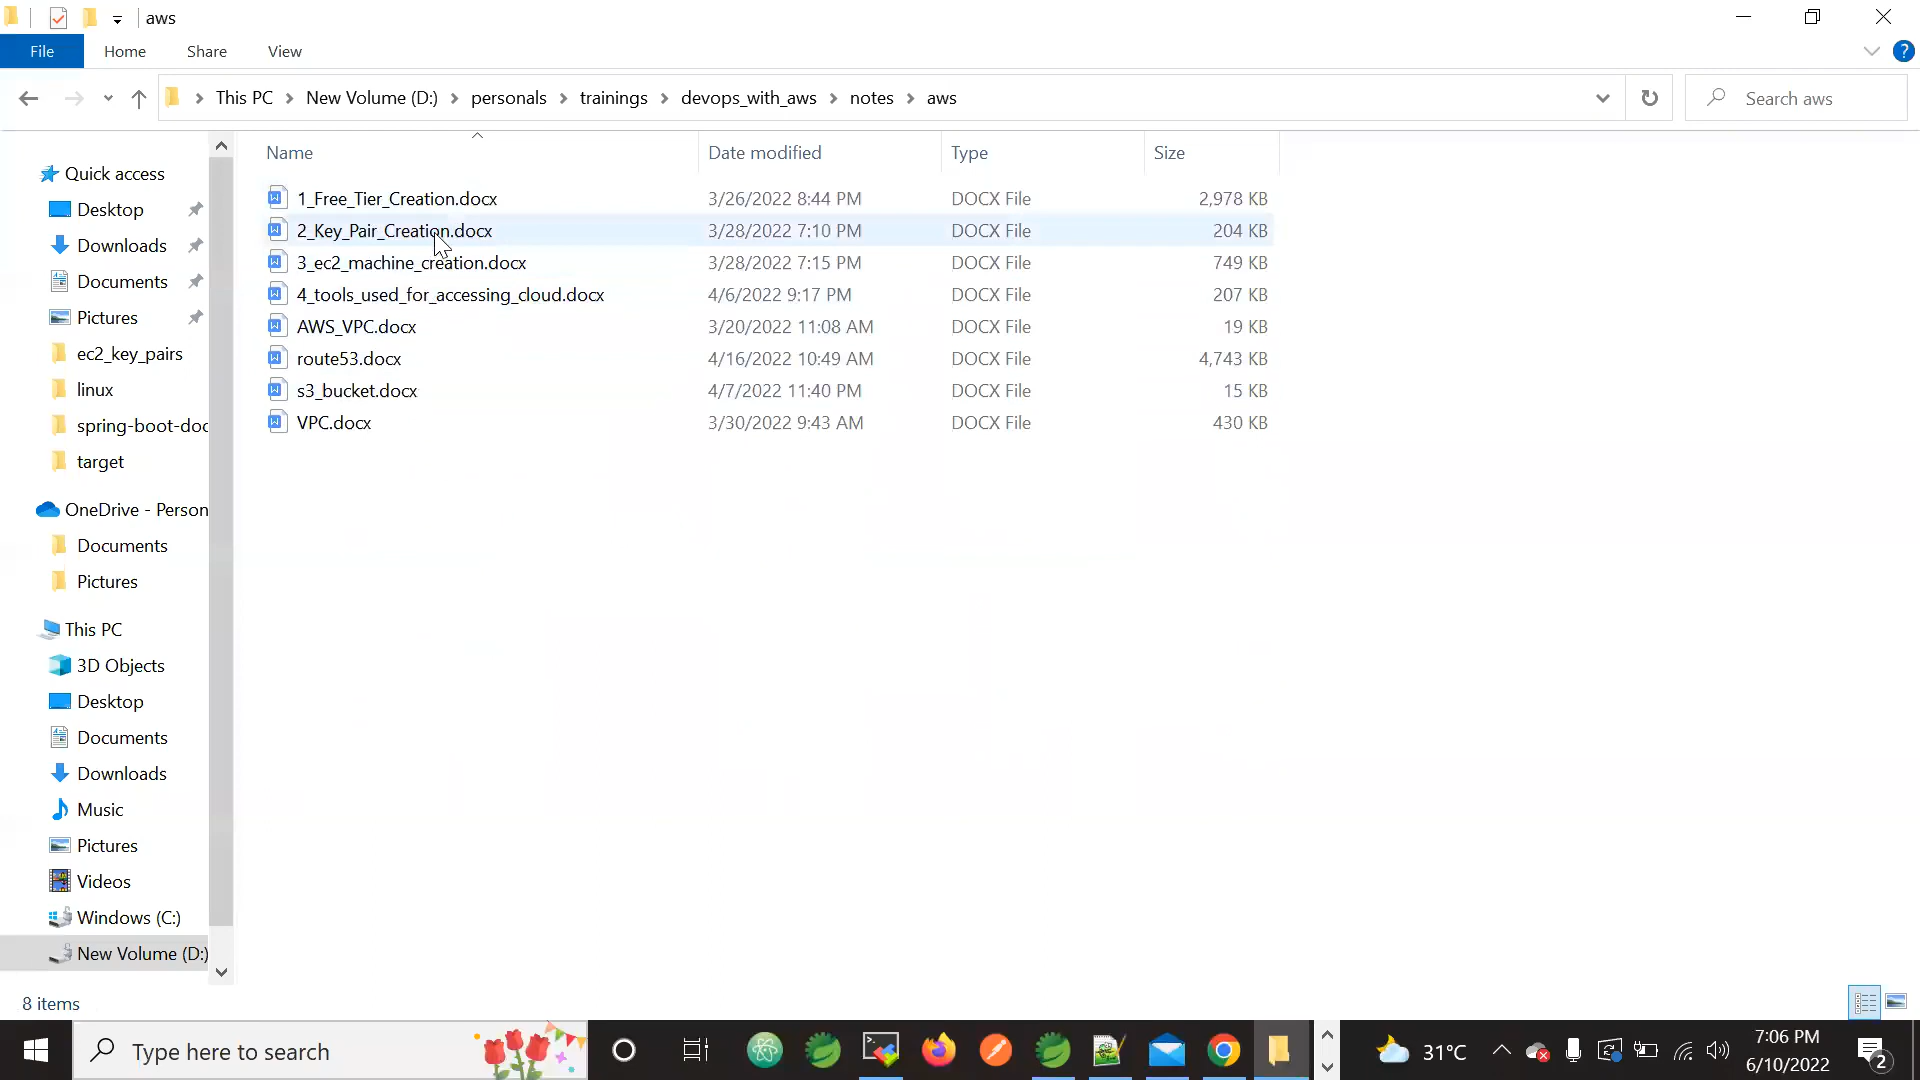 aws
File Home Share View
This PC New Volume (D:) personals trainings devops_with_aws notes aws Search aws
Name Date modified Type Size
1_Free_Tier_Creation.docx 3/26/2022 8:44 PM DOCX File 2,978 KB
2_Key_Pair_Creation.docx 3/28/2022 7:10 PM DOCX File 204 KB
3_ec2_machine_creation.docx 3/28/2022 7:15 PM DOCX File 749 KB
4_tools_used_for_accessing_cloud.docx 4/6/2022 9:17 PM DOCX File 207 KB
AWS_VPC.docx 3/20/2022 11:08 AM DOCX File 19 KB
route53.docx 4/16/2022 10:49 AM DOCX File 4,743 KB
s3_bucket.docx 4/7/2022 11:40 PM DOCX File 15 KB
VPC.docx 3/30/2022 9:43 AM DOCX File 430 KB
Quick access
Desktop
Downloads
Documents
Pictures
ec2_key_pairs
linux
spring-boot-doc
target
OneDrive - Person
Documents
Pictures
This PC
3D Objects
Desktop
Documents
Downloads
Music
Pictures
Videos
Windows (C:)
New Volume (D:)
8 items
Type here to search
31°C
7:06 PM
6/10/2022
2